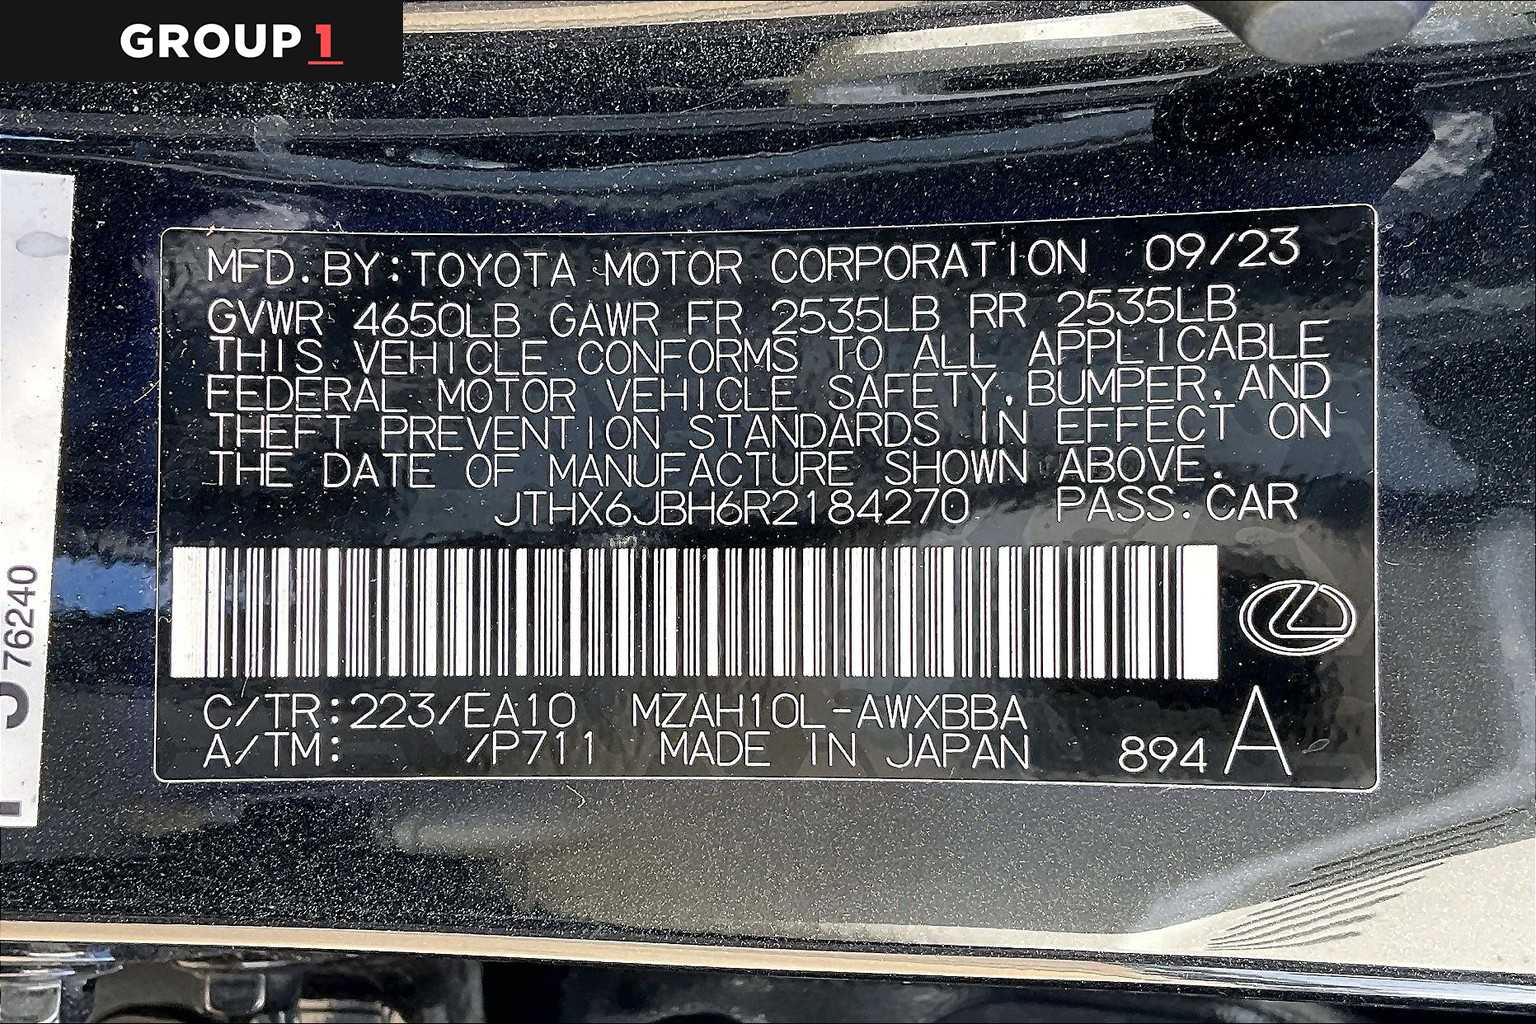 GROUP 1
MFD. BY:TOYOTA MOTOR CORPORATION 09/23
GVWR 4650LB GAWR FR 2535LB RR 2535LB
THIS VEHICLE CONFORMS TO ALL APPLICABLE
FEDERAL MOTOR VEHICLE SAFETY, BUMPER, AND
THEFT PREVENTION STANDARDS IN EFFECT ON
THE DATE OF MANUFACTURE SHOWN ABOVE.
JTHX6JBH6R2184270 PASS. CAR
C/TR:223/EA10 MZAH10L-AWXBBA
A/TM: /P711 MADE IN JAPAN 894 A
76240